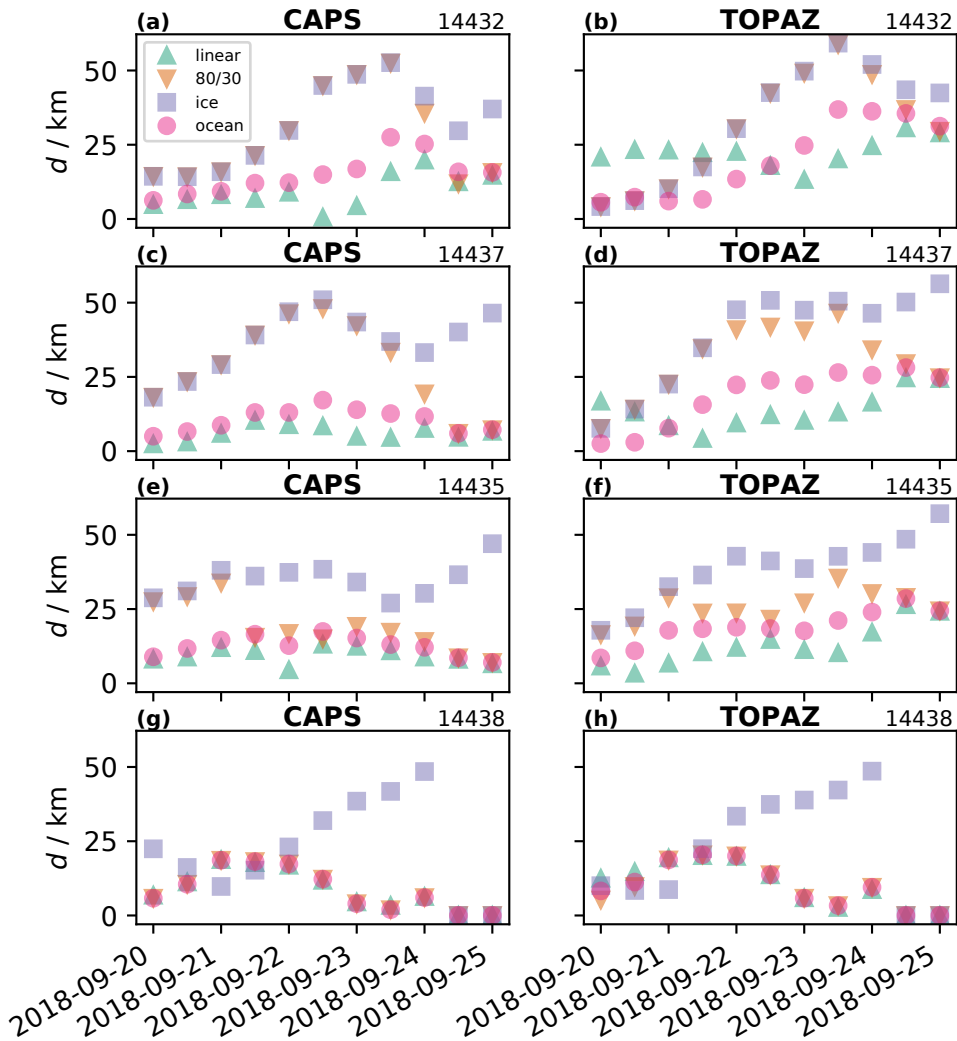 (a) CAPS 14432
(b) TOPAZ 14432
linear
80/30
ice
ocean
50
25
0
d / km
(c) CAPS 14437
(d) TOPAZ 14437
50
25
0
d / km
(e) CAPS 14435
(f) TOPAZ 14435
50
25
0
d / km
(g) CAPS 14438
(h) TOPAZ 14438
50
25
0
d / km
2018-09-20
2018-09-21
2018-09-22
2018-09-23
2018-09-24
2018-09-25
2018-09-20
2018-09-21
2018-09-22
2018-09-23
2018-09-24
2018-09-25